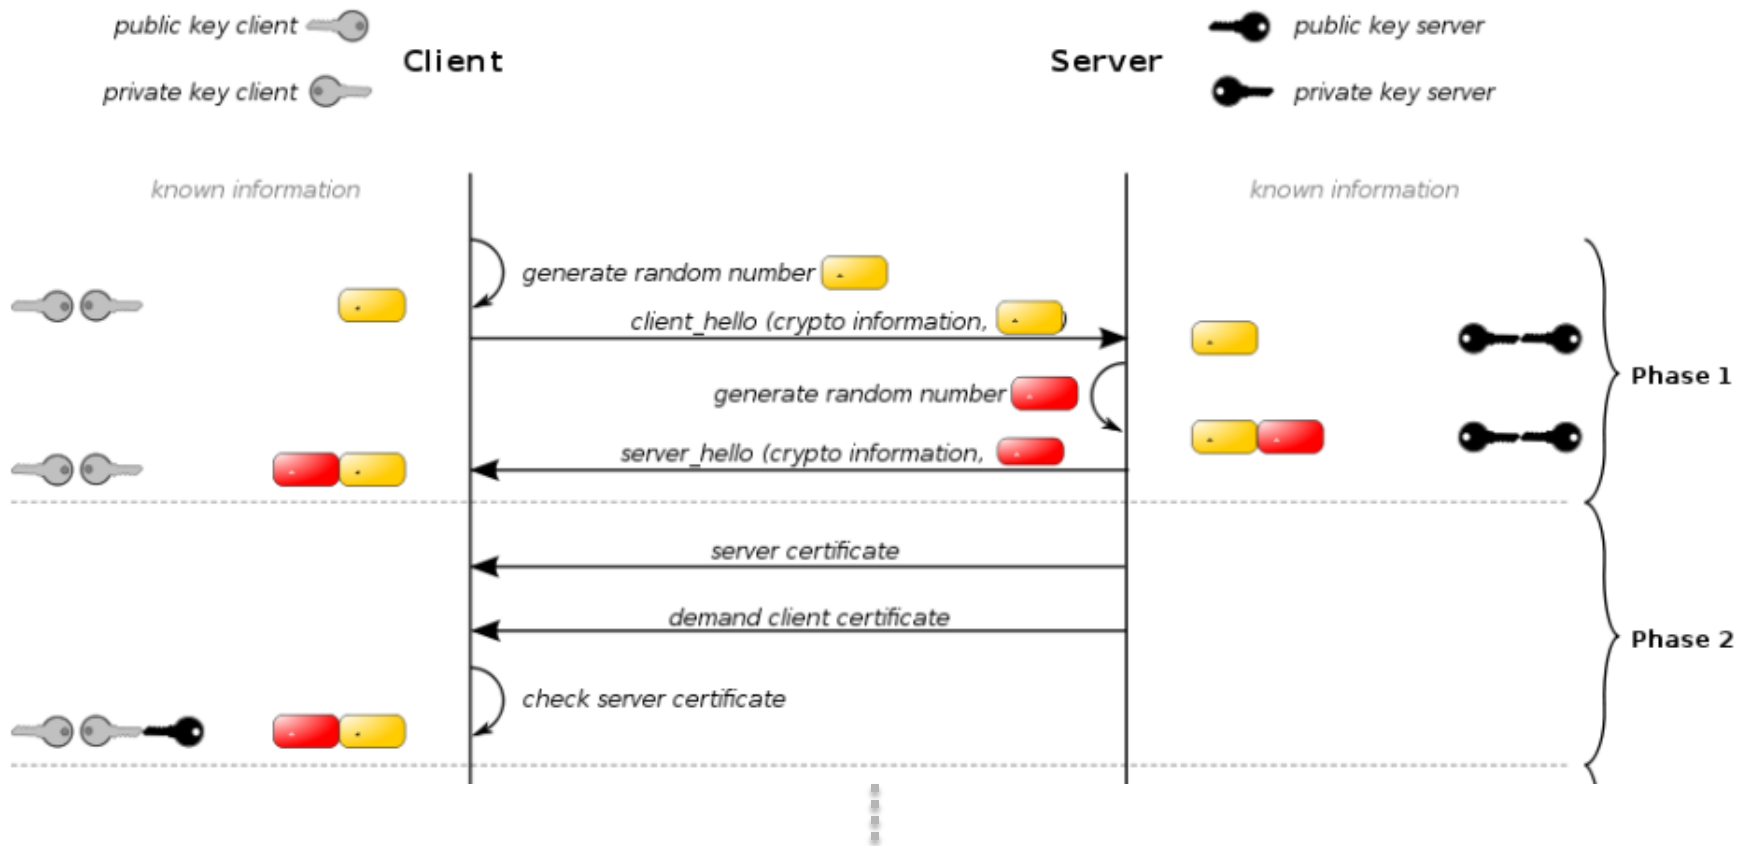 public key client
public key server
Client
Server
private key client
private key server
known information
known information
generate random number
client_hello (crypto information, )
generate random number
Phase 1
server_hello (crypto information,
server certificate
demand client certificate
Phase 2
check server certificate